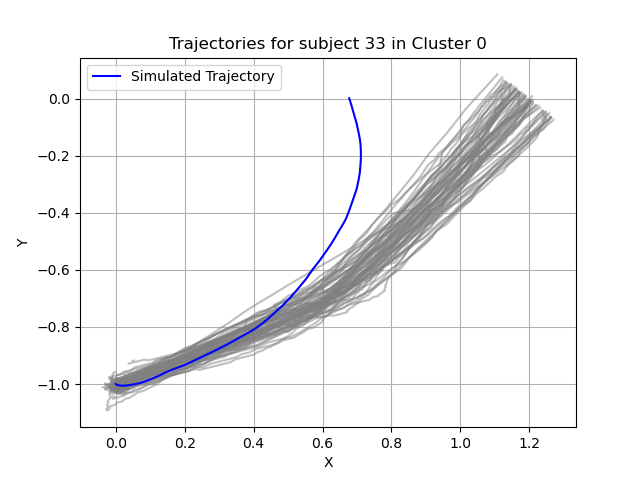 Trajectories for subject 33 in Cluster 0
Simulated Trajectory
0.0
−0.2
−0.4
−0.6
−0.8
−1.0
Y
0.0 0.2 0.4 0.6 0.8 1.0 1.2
X